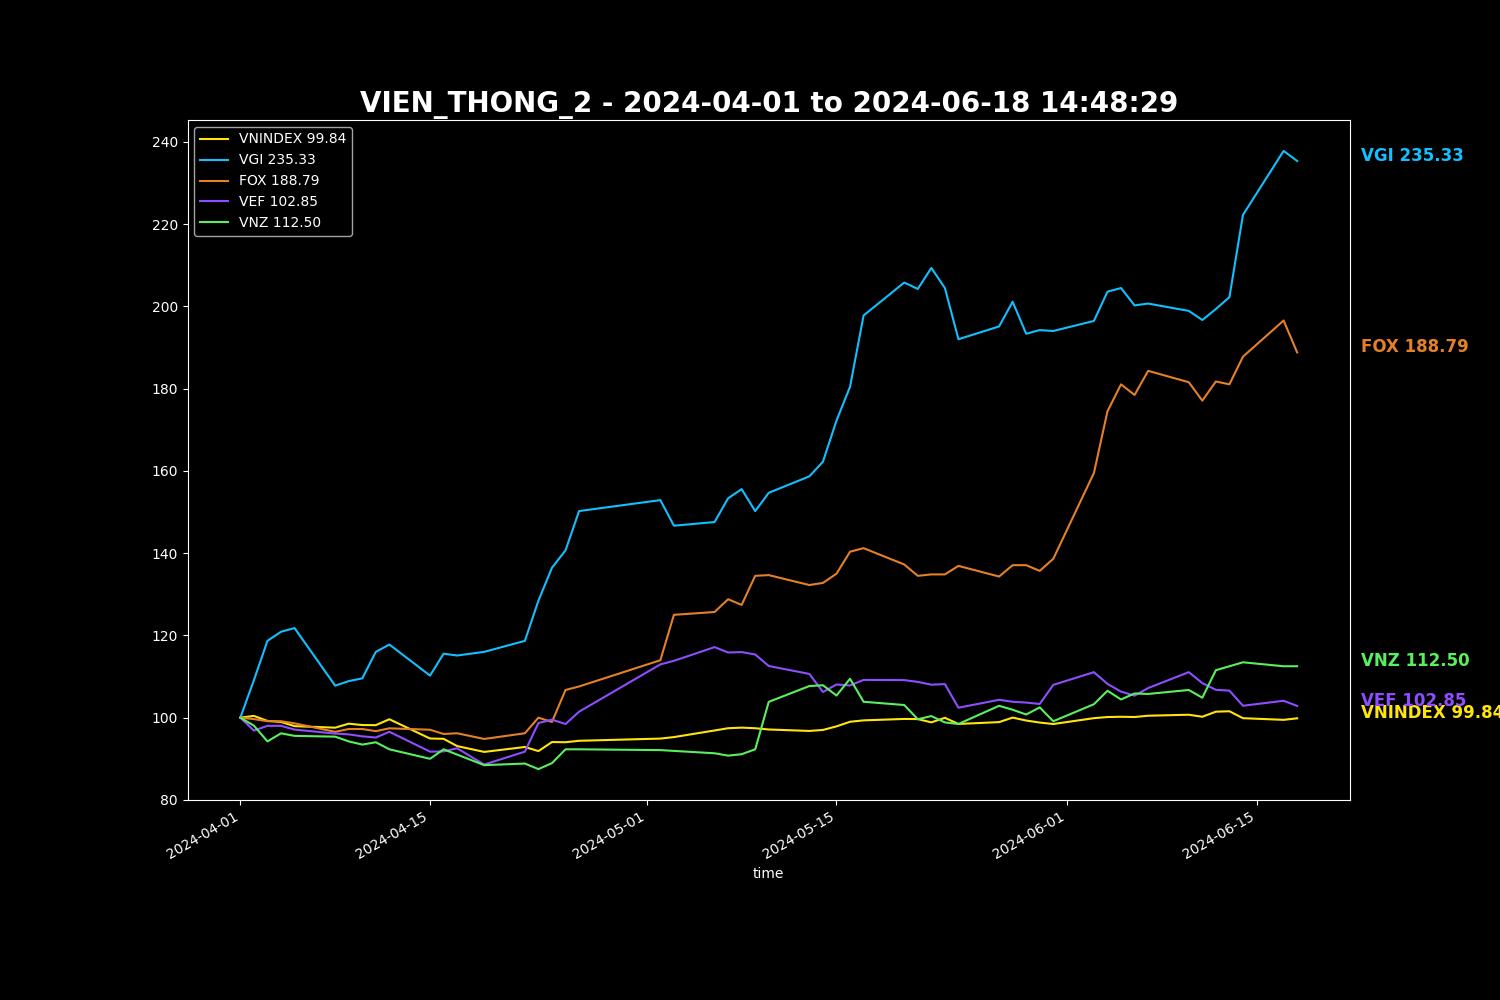 VIEN_THONG_2 - 2024-04-01 to 2024-06-18 14:48:29
VNINDEX 99.84
VGI 235.33
FOX 188.79
VEF 102.85
VNZ 112.50
240
220
200
180
160
140
120
100
80
VGI 235.33
FOX 188.79
VNZ 112.50
VEF 102.85
VNINDEX 99.84
2024-04-01
2024-04-15
2024-05-01
2024-05-15
2024-06-01
2024-06-15
time